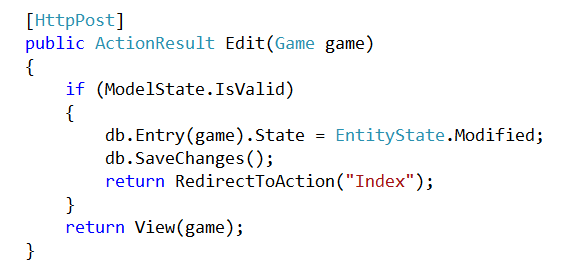 [HttpPost]
public ActionResult Edit(Game game)
{
    if (ModelState.IsValid)
    {
        db.Entry(game).State = EntityState.Modified;
        db.SaveChanges();
        return RedirectToAction("Index");
    }
    return View(game);
}